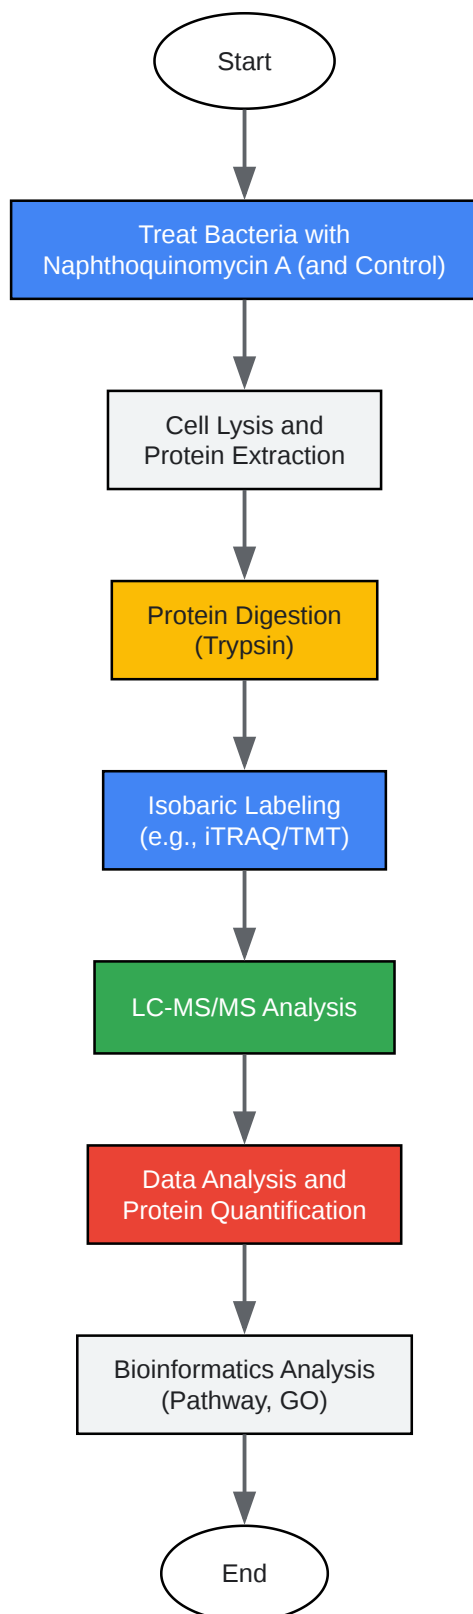 Start
Treat Bacteria with
Naphthoquinomycin A (and Control)
Cell Lysis and
Protein Extraction
Protein Digestion
(Trypsin)
Isobaric Labeling
(e.g., iTRAQ/TMT)
LC-MS/MS Analysis
Data Analysis and
Protein Quantification
Bioinformatics Analysis
(Pathway, GO)
End